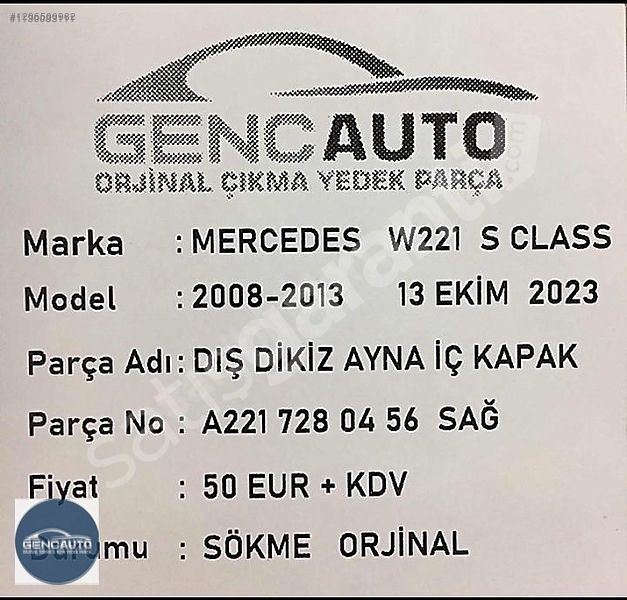 GENCAUTO
ORJİNAL ÇIKMA YEDEK PARÇA
Marka : MERCEDES W221 S CLASS
Model : 2008-2013 13 EKİM 2023
Parça Adı : DIŞ DİKİZ AYNA İÇ KAPAK
Parça No : A221 728 04 56 SAĞ
Fiyat : 50 EUR + KDV
Durumu : SÖKME ORJİNAL
GENCAUTO